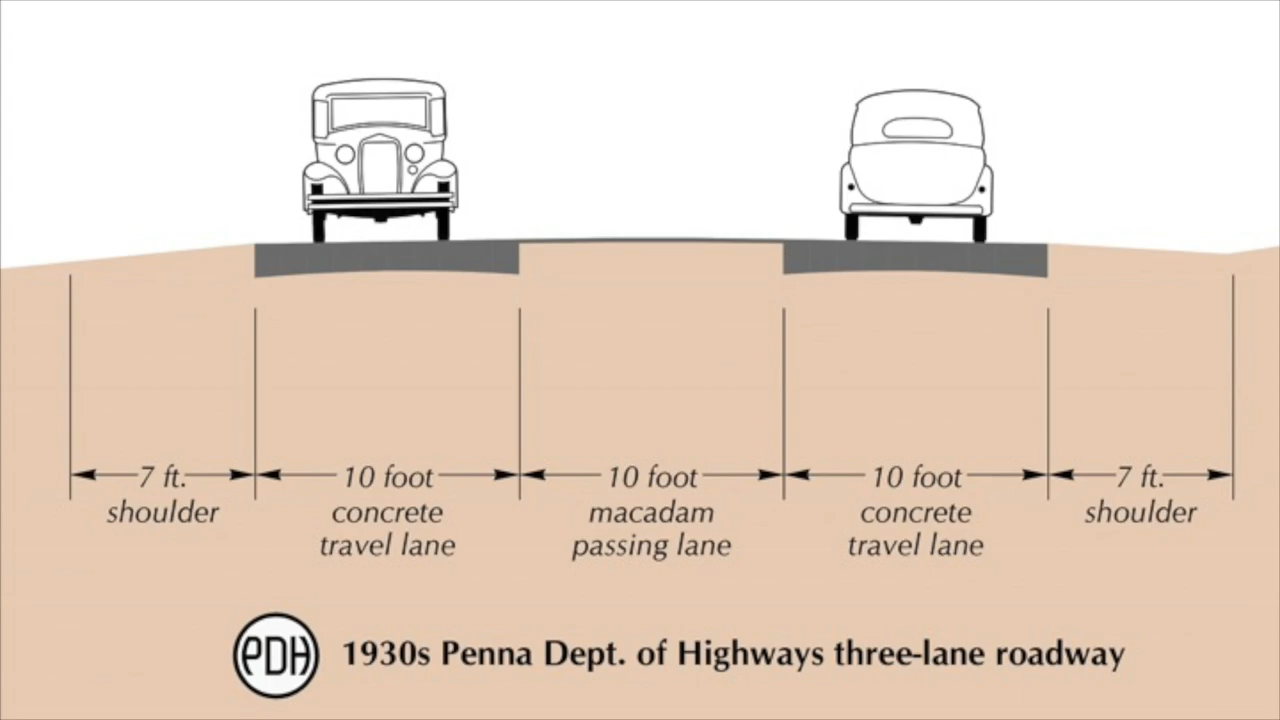 7 ft.
shoulder
10 foot
concrete
travel lane
10 foot
macadam
passing lane
10 foot
concrete
travel lane
7 ft.
shoulder
PDH
1930s Penna Dept. of Highways three-lane roadway